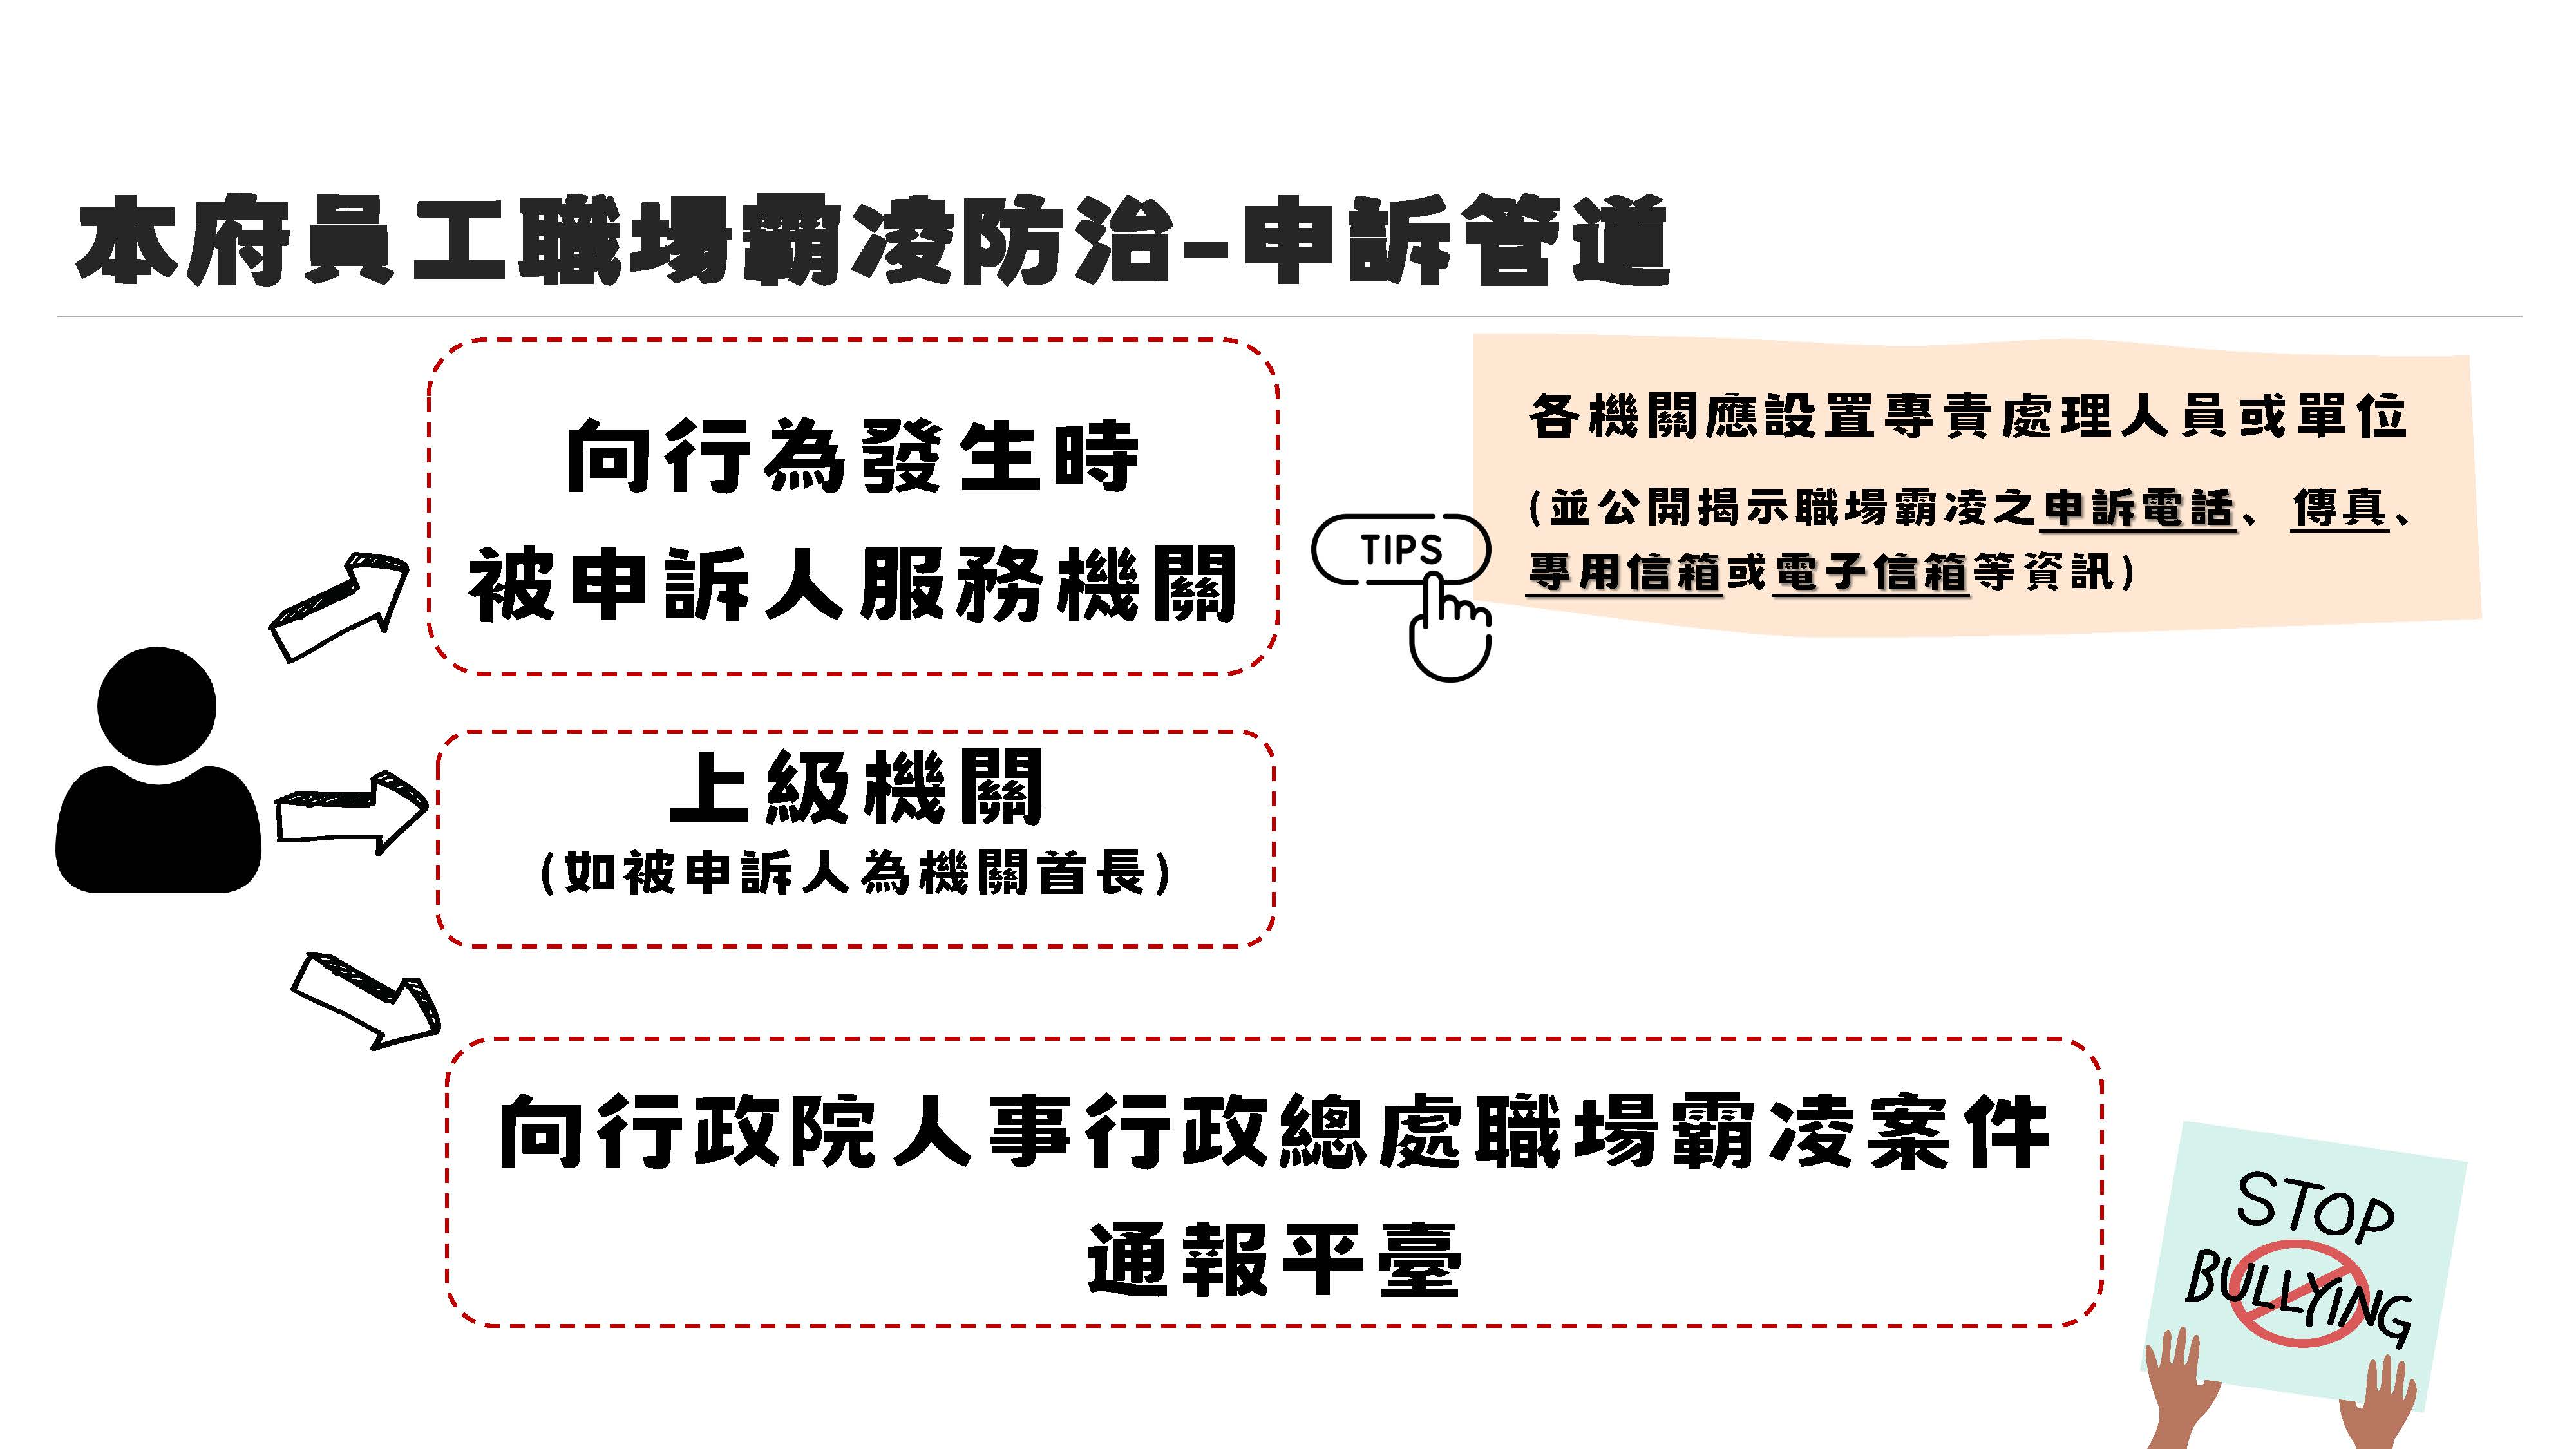 本府員工職場霸凌防治-申訴管道
向行為發生時
被申訴人服務機關
TIPS
各機關應設置專責處理人員或單位
(並公開揭示職場霸凌之申訴電話、傳真、
專用信箱或電子信箱等資訊)
上級機關
(如被申訴人為機關首長)
向行政院人事行政總處職場霸凌案件
通報平臺
STOP
BULLYING